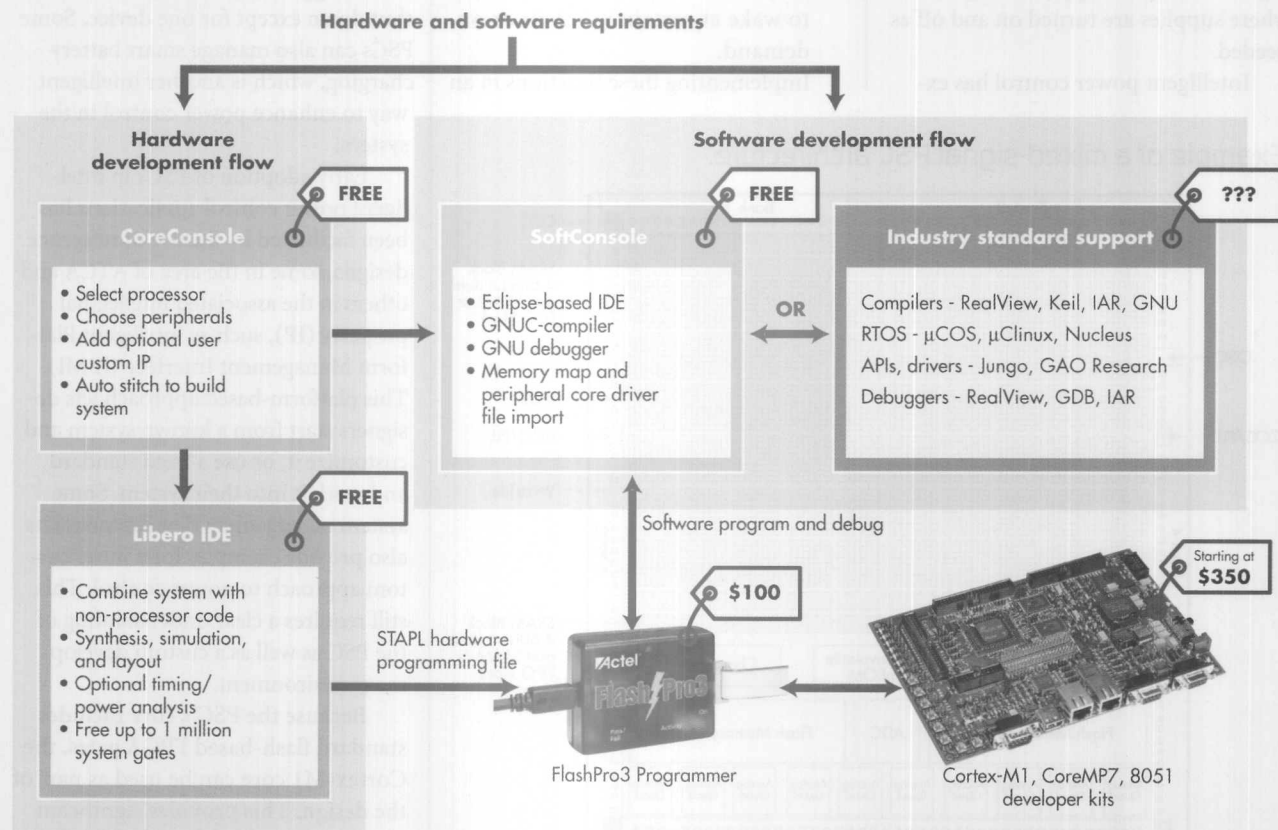 Hardware and software requirements
Hardware
development flow
FREE
CoreConsole
• Select processor
• Choose peripherals
• Add optional user
custom IP
• Auto stitch to build
system
FREE
Libero IDE
• Combine system with
non-processor code
• Synthesis, simulation,
and layout
• Optional timing/
power analysis
• Free up to 1 million
system gates
Software development flow
FREE
SoftConsole
• Eclipse-based IDE
• GNUC-compiler
• GNU debugger
• Memory map and
peripheral core driver
file import
OR
???
Industry standard support
Compilers - RealView, Keil, IAR, GNU
RTOS - µCOS, µClinux, Nucleus
APIs, drivers - Jungo, GAO Research
Debuggers - RealView, GDB, IAR
Software program and debug
STAPL hardware
programming file
$100
Actel
FlashPro3
FlashPro3 Programmer
Starting at
$350
Cortex-M1, CoreMP7, 8051
developer kits